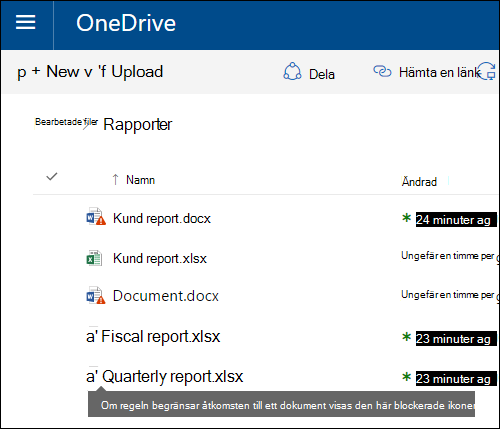 OneDrive
p + New v 'f Upload Dela Hämta en länk
Bearbetade filer Rapporter
Namn Ändrad
Kund report.docx 24 minuter ag
Kund report.xlsx Ungefär en timme per g
Document.docx Ungefär en timme per g
a' Fiscal report.xlsx 23 minuter ag
a' Quarterly report.xlsx 23 minuter ag
Om regeln begränsar åtkomsten till ett dokument visas den här blockerade ikonen